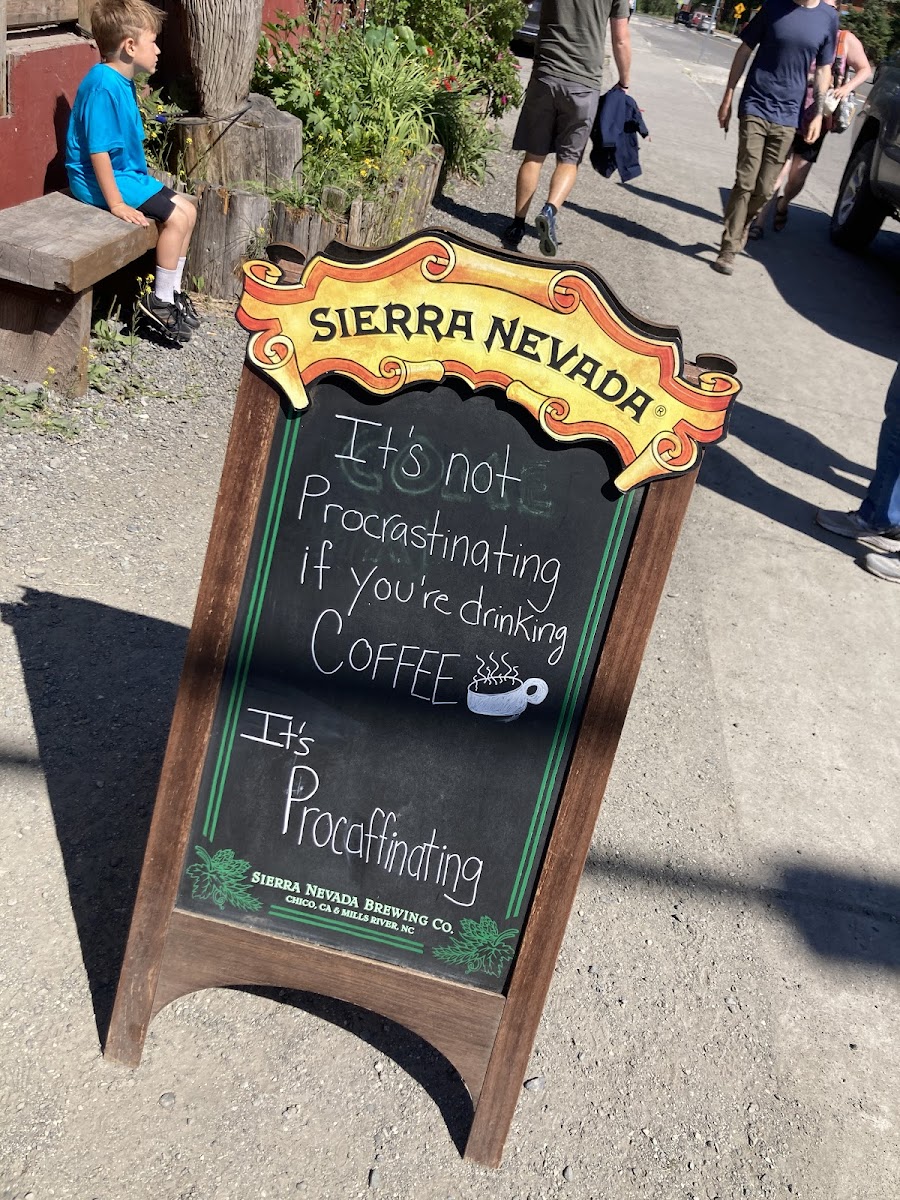 SIERRA NEVADA®
It's not
Procrastinating
if you're drinking
COFFEE
It's
Procaffinating
SIERRA NEVADA BREWING CO.
CHICO, CA & MILLS RIVER, NC